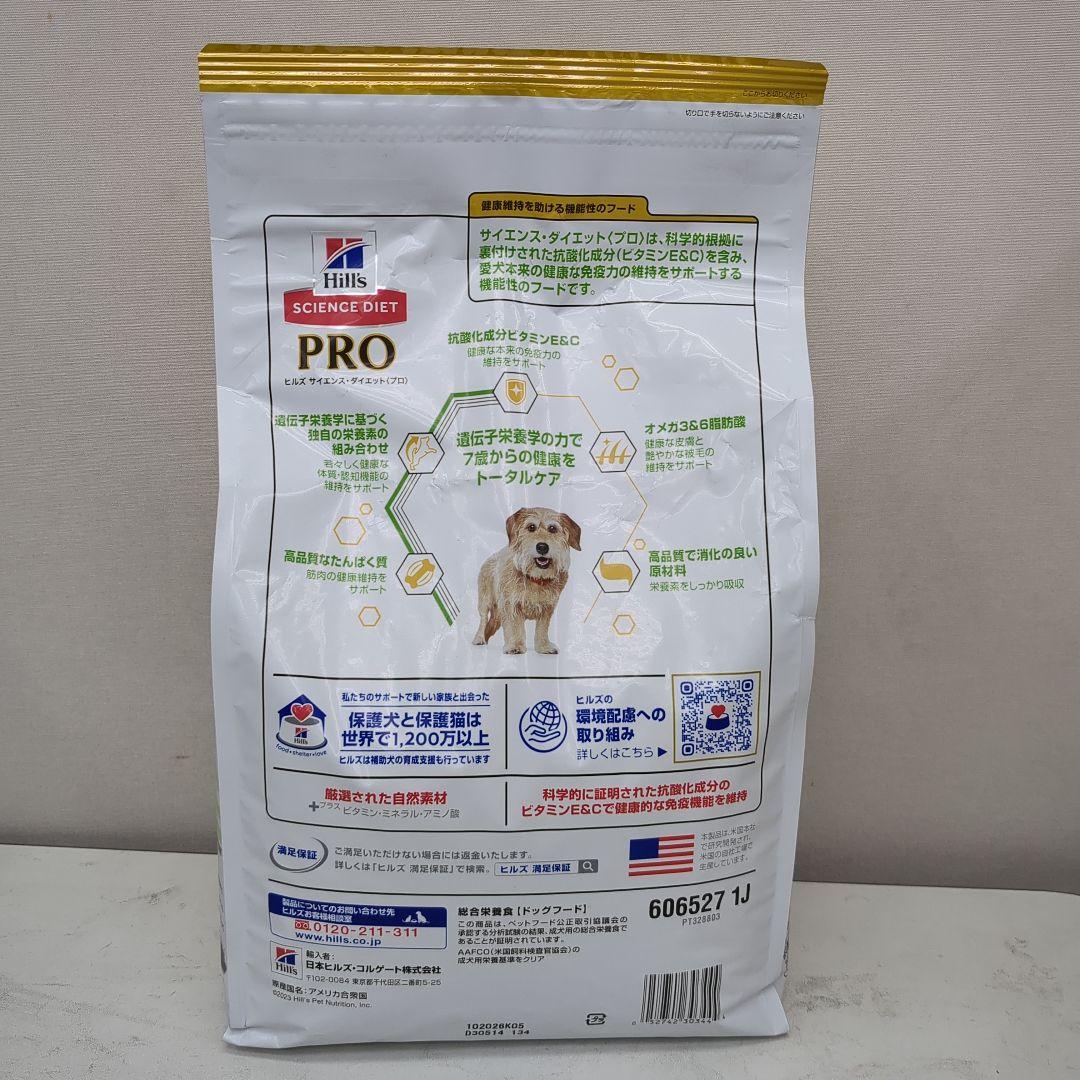 ここからお切りください
切り口で手を切らないようにご注意ください
健康維持を助ける機能性のフード
サイエンス・ダイエット〈プロ〉は、科学的根拠に
裏付けされた抗酸化成分(ビタミンE&C)を含み、
愛犬本来の健康な免疫力の維持をサポートする
機能性のフードです。
Hill's
SCIENCE DIET
PRO
ヒルズ サイエンス・ダイエット〈プロ〉
抗酸化成分ビタミンE&C
健康な本来の免疫力の
維持をサポート
遺伝子栄養学に基づく
独自の栄養素の
組み合わせ
若々しく健康な
体質・認知機能の
維持をサポート
遺伝子栄養学の力で
7歳からの健康を
トータルケア
オメガ3&6脂肪酸
健康な皮膚と
艶やかな被毛の
維持をサポート
高品質なたんぱく質
筋肉の健康維持を
サポート
高品質で消化の良い
原材料
栄養素をしっかり吸収
Hill's
food・shelter・love
私たちのサポートで新しい家族と出会った
保護犬と保護猫は
世界で1,200万以上
ヒルズは補助犬の育成支援も行っています
ヒルズの
環境配慮への
取り組み
詳しくはこちら▶
厳選された自然素材
+プラス ビタミン・ミネラル・アミノ酸
科学的に証明された抗酸化成分の
ビタミンE&Cで健康的な免疫機能を維持
満足保証
ご満足いただけない場合には返金いたします。
詳しくは「ヒルズ 満足保証」で検索。 ヒルズ 満足保証
本製品は、米国本社
で研究開発され、
米国の自社工場で
生産しています。
製品についてのお問い合わせ先
ヒルズお客様相談室
0120-211-311
www.hills.co.jp
Hill's
輸入者:
日本ヒルズ・コルゲート株式会社
〒102-0084 東京都千代田区二番町5-25
原産国名:アメリカ合衆国
©2023 Hill's Pet Nutrition, Inc.
総合栄養食【ドッグフード】
この商品は、ペットフード公正取引協議会の
承認する分析試験の結果、成犬用の総合栄養食で
あることが証明されています。
AAFCO(米国飼料検査官協会)の
成犬用栄養基準をクリア
606527 1J
PT328803
102026K05
D30514 134
0 52742 30344